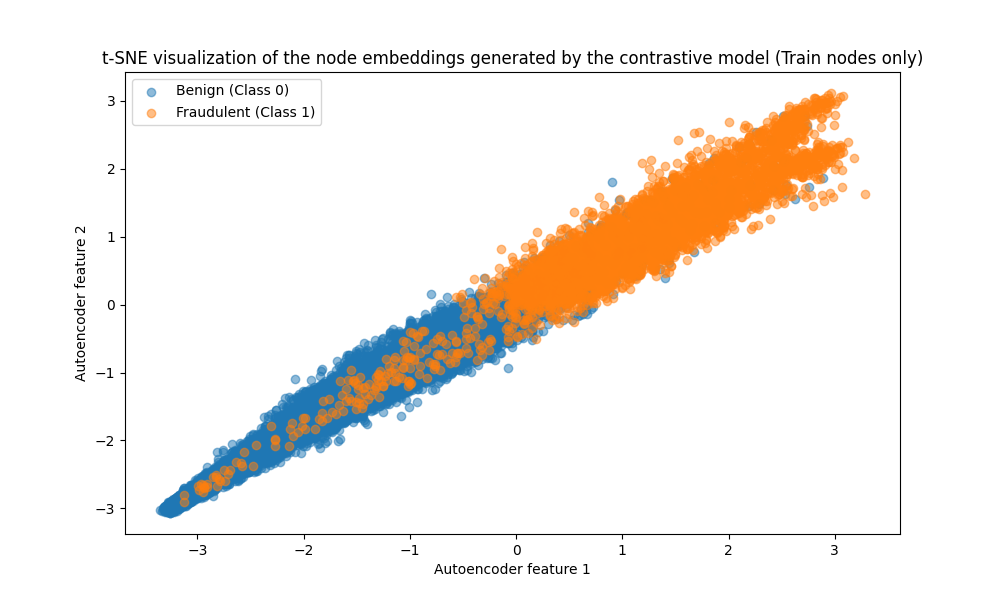 t-SNE visualization of the node embeddings generated by the contrastive model (Train nodes only)
Benign (Class 0)
Fraudulent (Class 1)
3
2
1
0
−1
−2
−3
Autoencoder feature 2
−3 −2 −1 0 1 2 3
Autoencoder feature 1